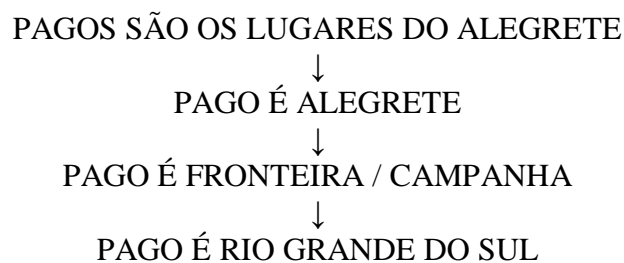 PAGOS SÃO OS LUGARES DO ALEGRETE
↓
PAGO É ALEGRETE
↓
PAGO É FRONTEIRA / CAMPANHA
↓
PAGO É RIO GRANDE DO SUL